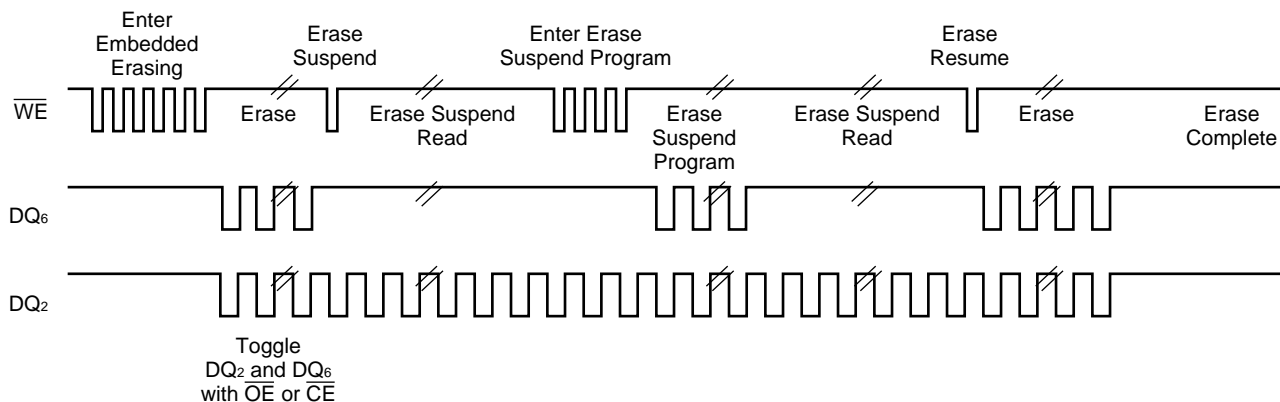 Enter
Embedded
Erasing
Erase
Suspend
Enter Erase
Suspend Program
Erase
Resume
WE
Erase
Erase Suspend
Read
Erase
Suspend
Program
Erase Suspend
Read
Erase
Erase
Complete
DQ6
DQ2
Toggle
DQ2 and DQ6
with OE or CE